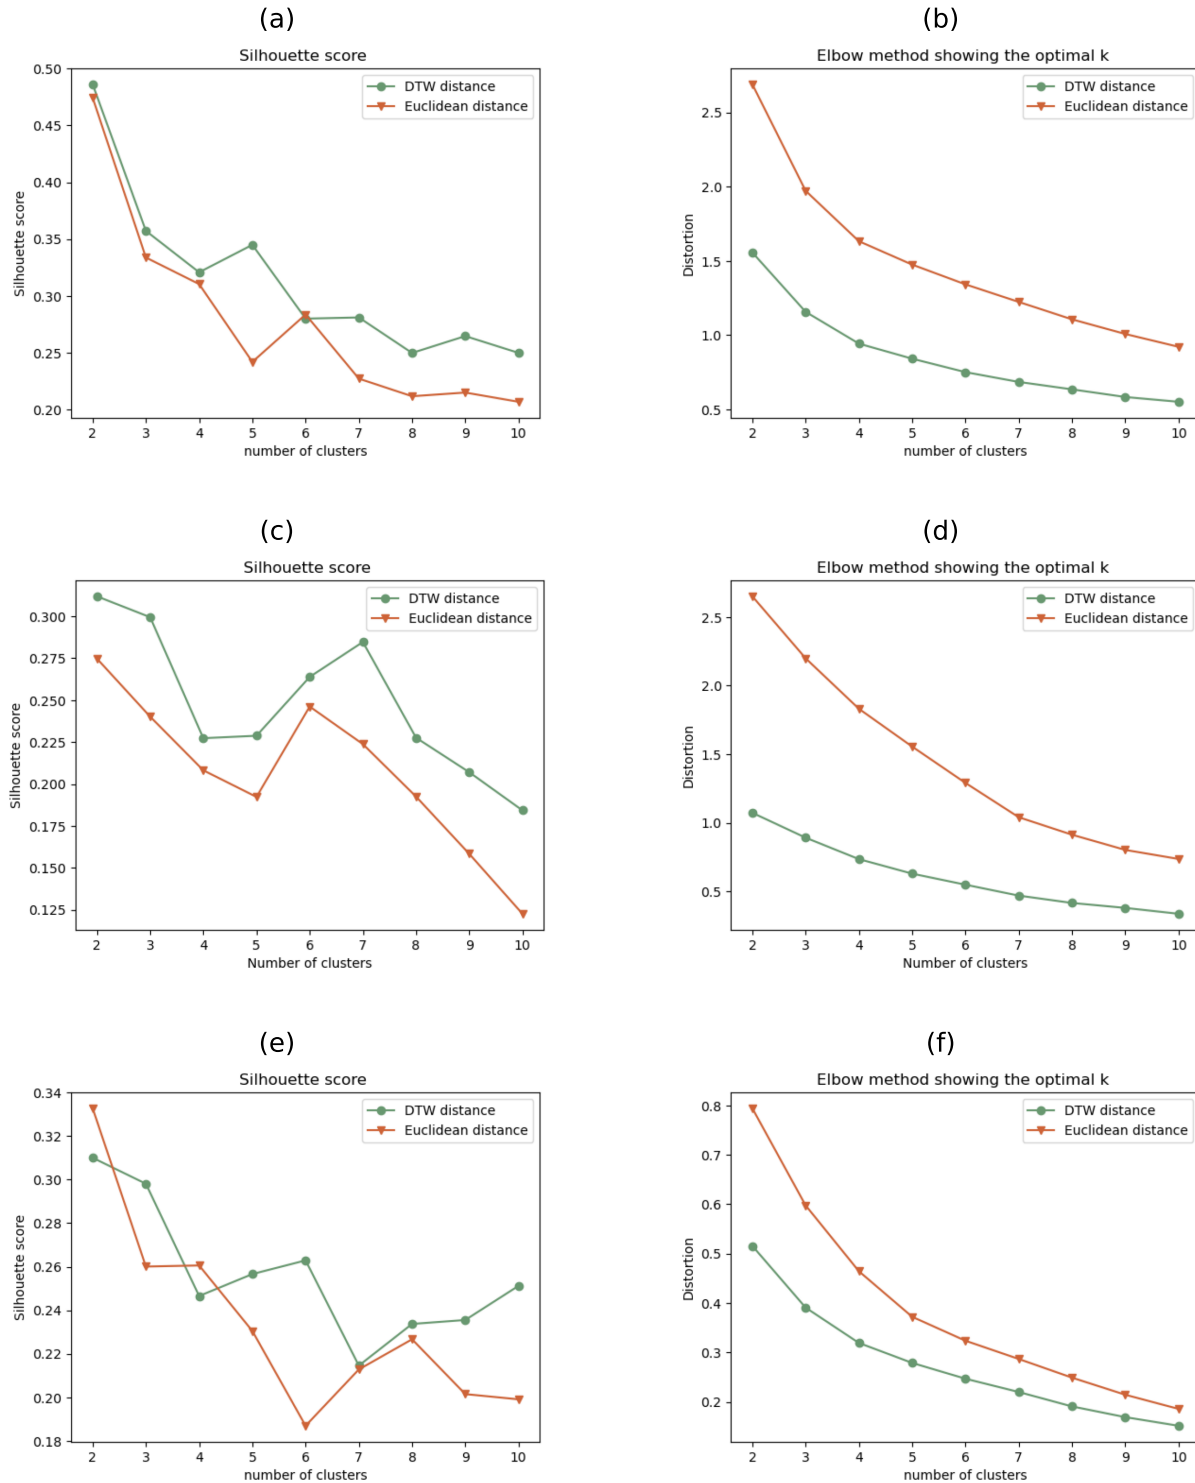 (a)
Silhouette score
DTW distance
Euclidean distance
0.50
0.45
0.40
0.35
0.30
0.25
0.20
Silhouette score
2 3 4 5 6 7 8 9 10
number of clusters
(b)
Elbow method showing the optimal k
DTW distance
Euclidean distance
2.5
2.0
1.5
1.0
0.5
Distortion
2 3 4 5 6 7 8 9 10
number of clusters
(c)
Silhouette score
DTW distance
Euclidean distance
0.300
0.275
0.250
0.225
0.200
0.175
0.150
0.125
Silhouette score
2 3 4 5 6 7 8 9 10
Number of clusters
(d)
Elbow method showing the optimal k
DTW distance
Euclidean distance
2.5
2.0
1.5
1.0
0.5
Distortion
2 3 4 5 6 7 8 9 10
Number of clusters
(e)
Silhouette score
DTW distance
Euclidean distance
0.34
0.32
0.30
0.28
0.26
0.24
0.22
0.20
0.18
Silhouette score
2 3 4 5 6 7 8 9 10
number of clusters
(f)
Elbow method showing the optimal k
DTW distance
Euclidean distance
0.8
0.7
0.6
0.5
0.4
0.3
0.2
Distortion
2 3 4 5 6 7 8 9 10
number of clusters